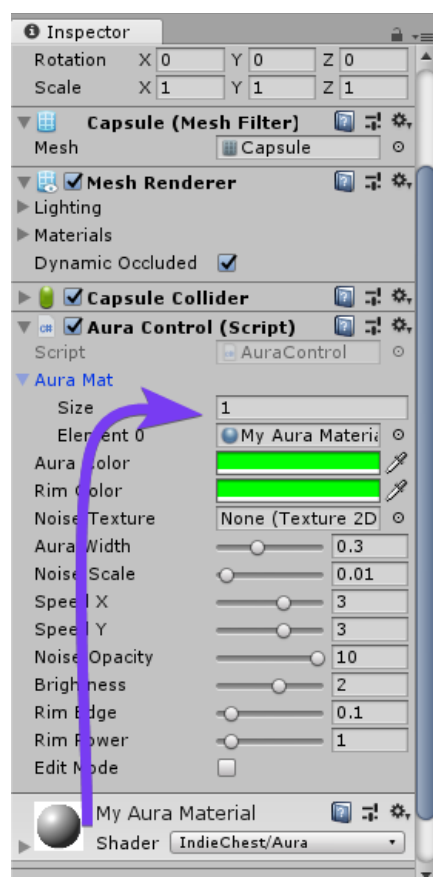 Inspector
Rotation X 0 Y 0 Z 0
Scale X 1 Y 1 Z 1
Capsule (Mesh Filter)
Mesh Capsule
Mesh Renderer
Lighting
Materials
Dynamic Occluded
Capsule Collider
Aura Control (Script)
Script AuraControl
Aura Mat
Size 1
Element 0 My Aura Materia
Aura Color
Rim Color
Noise Texture None (Texture 2D
Aura Width 0.3
Noise Scale 0.01
Speed X 3
Speed Y 3
Noise Opacity 10
Brighness 2
Rim Edge 0.1
Rim Power 1
Edit Mode
My Aura Material
Shader IndieChest/Aura